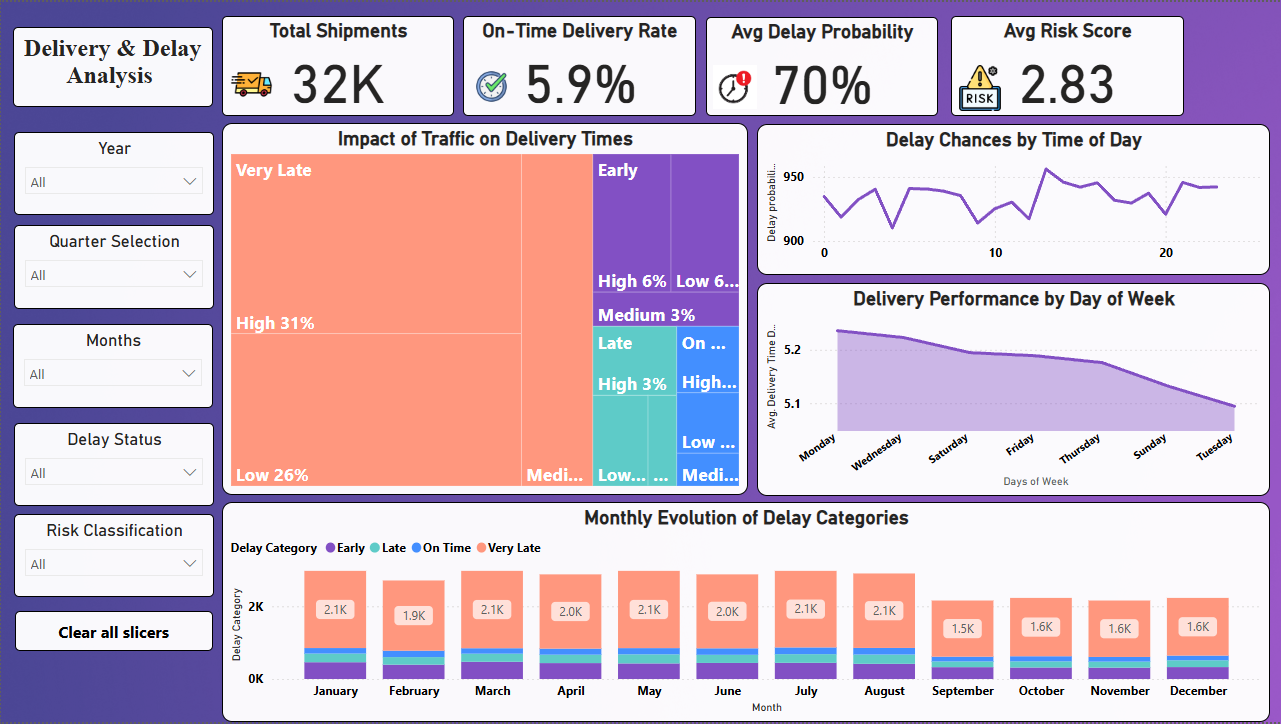 Delivery & Delay
Analysis
Total Shipments
32K
On-Time Delivery Rate
5.9%
Avg Delay Probability
70%
Avg Risk Score
RISK
2.83
Year
All
Quarter Selection
All
Months
All
Delay Status
All
Risk Classification
All
Clear all slicers
Impact of Traffic on Delivery Times
Very Late
High 31%
Low 26%
Medi...
Early
High 6%
Low 6...
Medium 3%
Late
High 3%
Low...
...
On ...
High...
Low ...
Medi...
Delay Chances by Time of Day
Delay probabili...
950
900
0
10
20
Delivery Performance by Day of Week
Avg. Delivery Time D...
5.2
5.1
Monday
Wednesday
Saturday
Friday
Thursday
Sunday
Tuesday
Days of Week
Monthly Evolution of Delay Categories
Delay Category Early Late On Time Very Late
Delay Category
2K
0K
2.1K
1.9K
2.1K
2.0K
2.1K
2.0K
2.1K
2.1K
1.5K
1.6K
1.6K
1.6K
January
February
March
April
May
June
July
August
September
October
November
December
Month